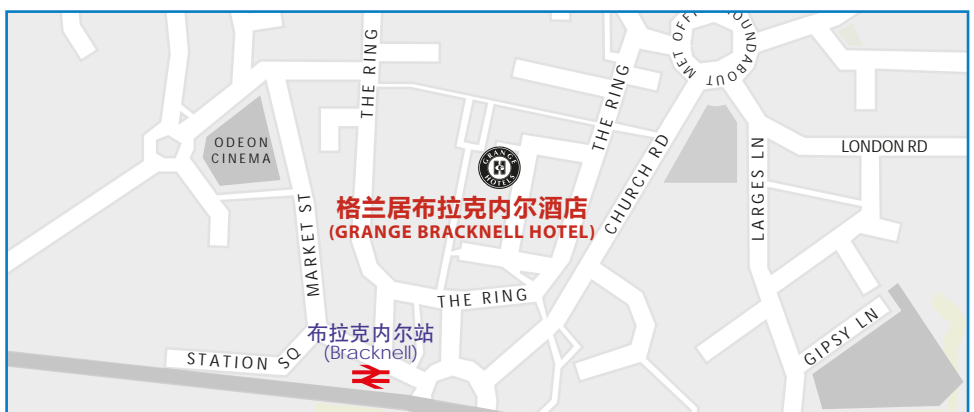 MET OFF
OUNDABOUT
THE RING
THE RING
ODEON
CINEMA
GRANGE
HOTELS
CHURCH RD
LONDON RD
LARGES LN
格兰居布拉克内尔酒店
(GRANGE BRACKNELL HOTEL)
MARKET ST
THE RING
布拉克内尔站
(Bracknell)
STATION SQ
GIPSY LN